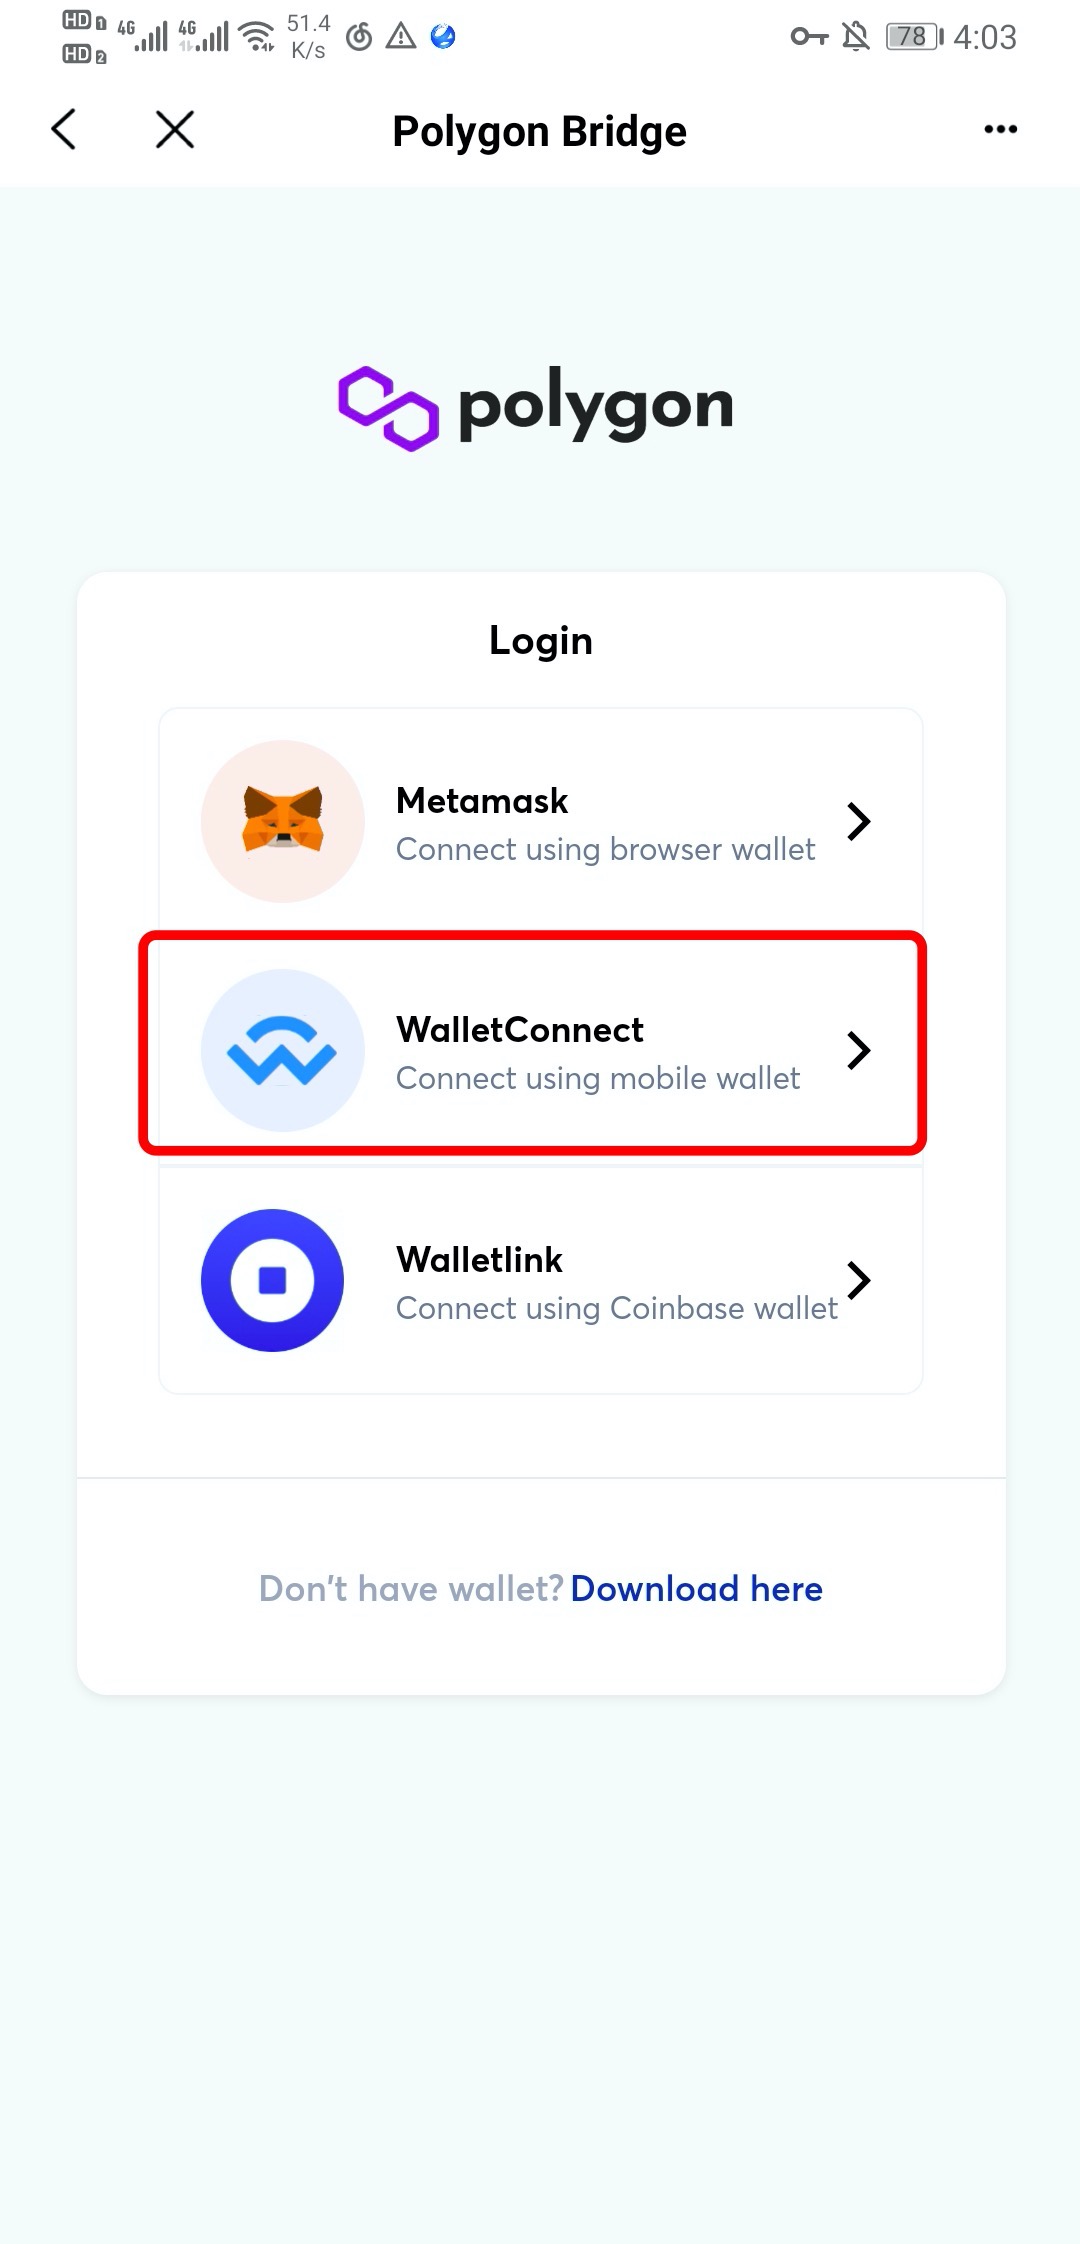 HD 1 4G 4G 51.4 78 4:03
HD 2 K/s
Polygon Bridge
polygon
Login
Metamask
Connect using browser wallet
WalletConnect
Connect using mobile wallet
Walletlink
Connect using Coinbase wallet
Don't have wallet? Download here